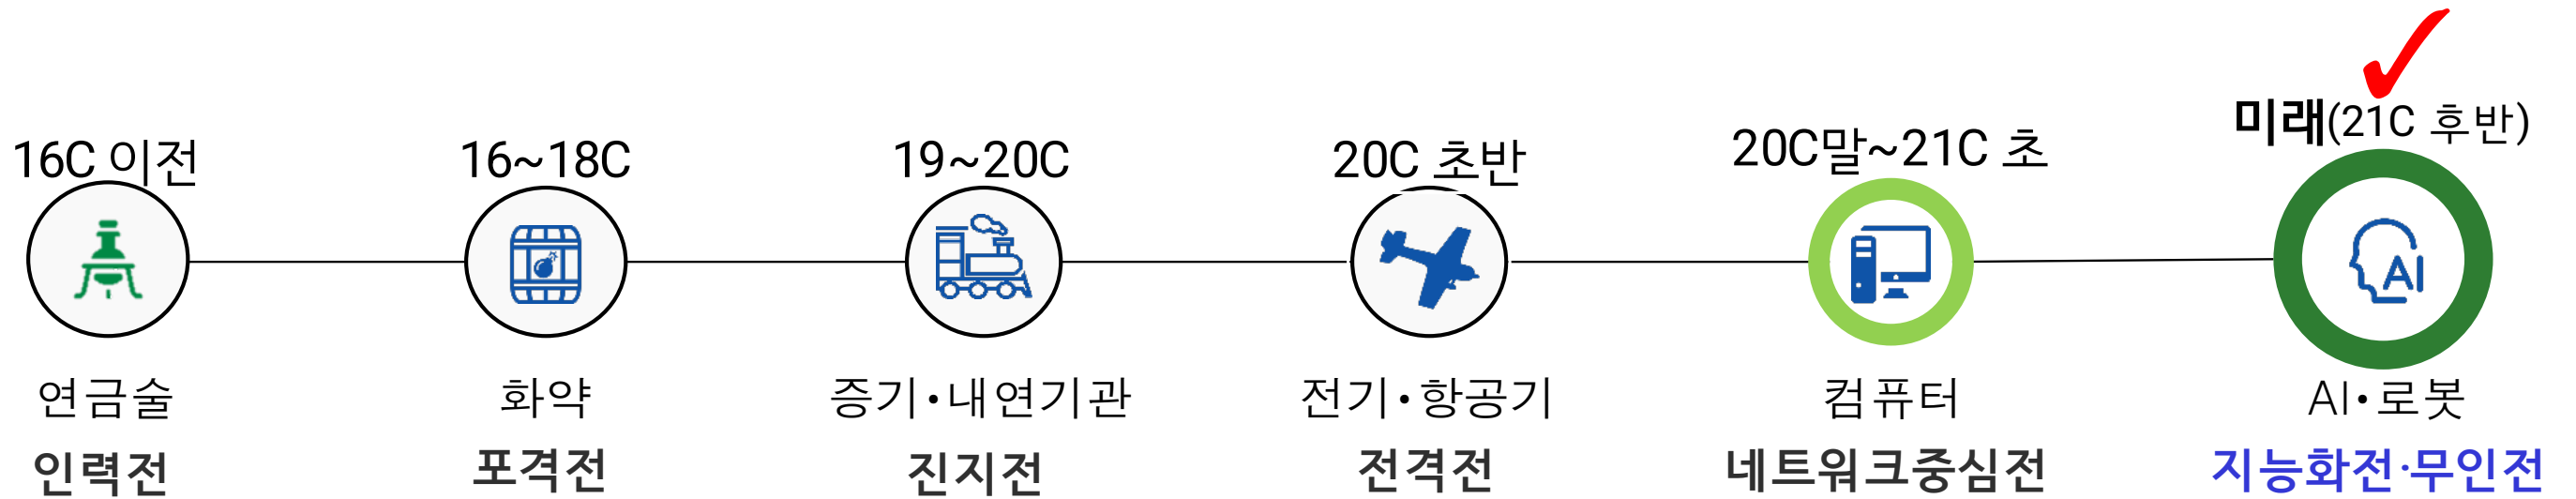 16C 이전
16~18C
19~20C
20C 초반
20C말~21C 초
미래(21C 후반)
AI
연금술
화약
증기·내연기관
전기·항공기
컴퓨터
AI·로봇
인력전
포격전
진지전
전격전
네트워크중심전
지능화전·무인전